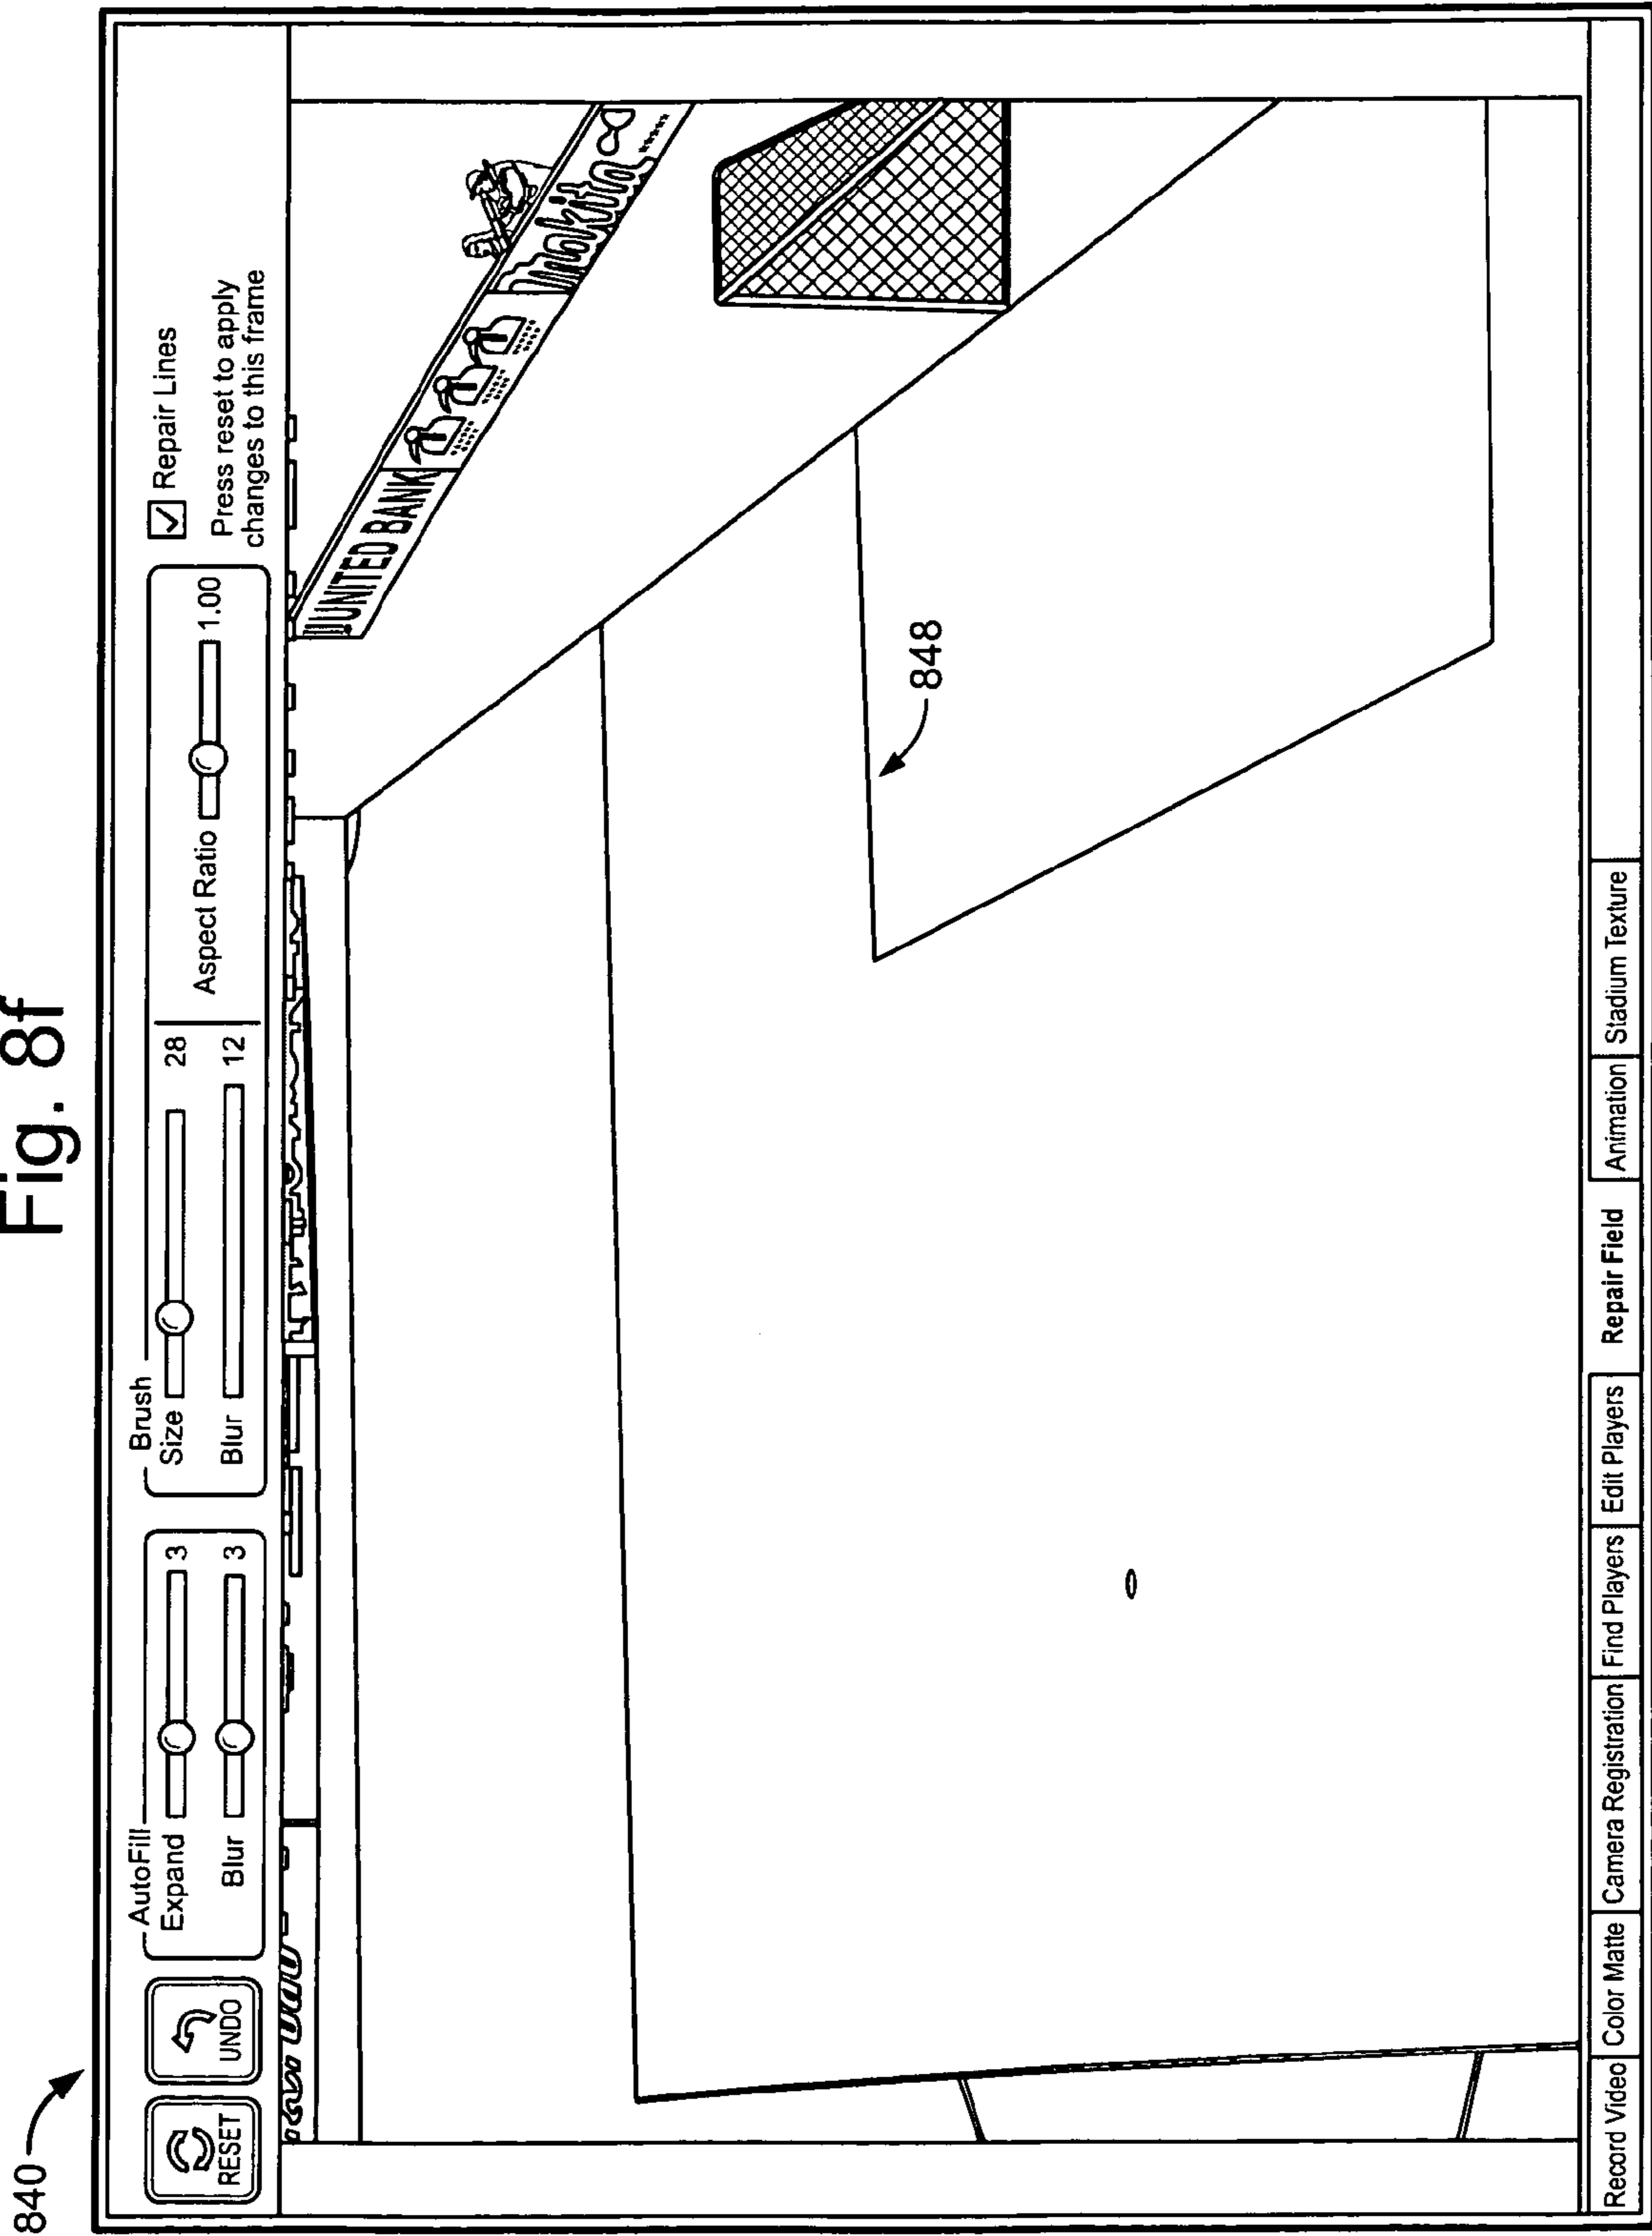 Fig. 8f
840
RESET
UNDO
AutoFill
Expand 3
Blur 3
Brush
Size 28
Blur 12
Aspect Ratio 1.00
Repair Lines
Press reset to apply
changes to this frame
UNITED BANK
makita
848
Record Video
Color Matte
Camera Registration
Find Players
Edit Players
Repair Field
Animation
Stadium Texture